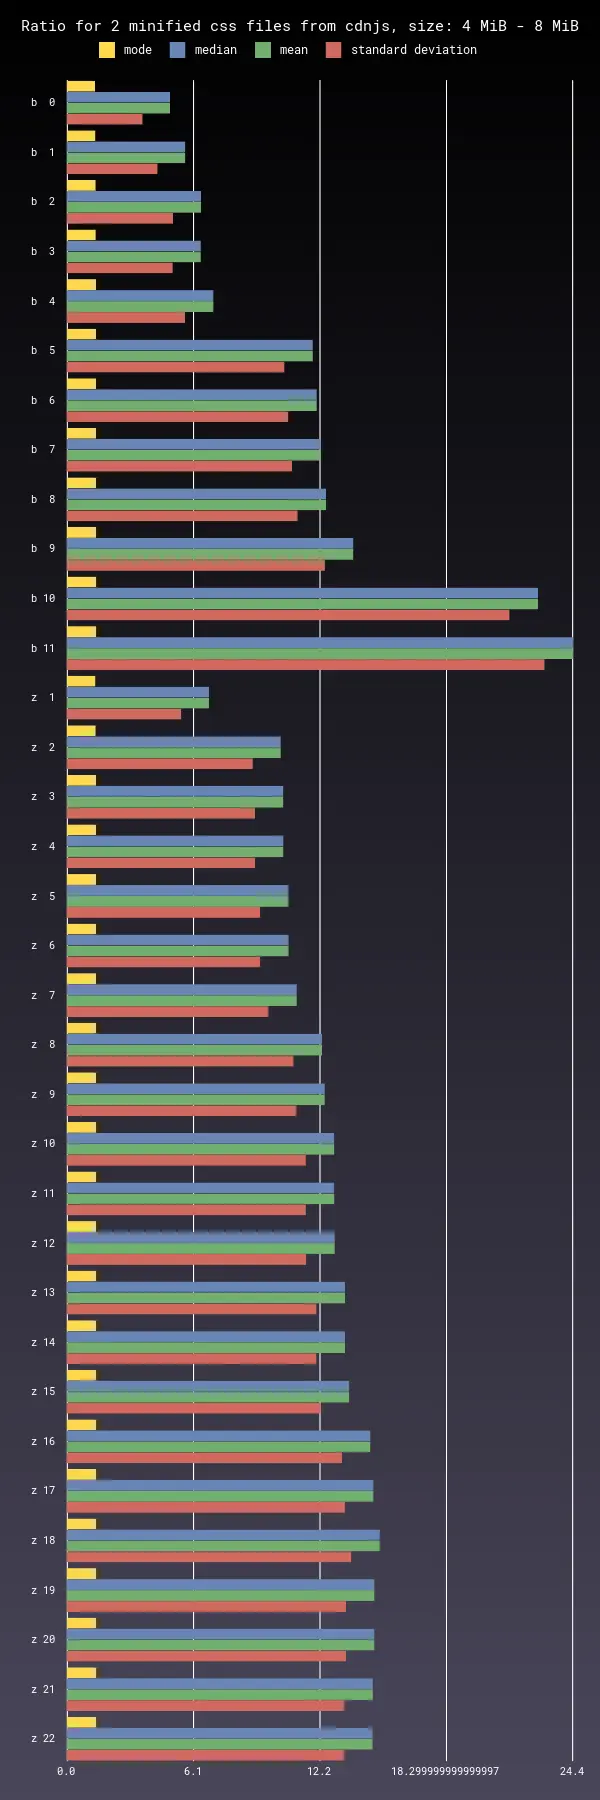 Ratio for 2 minified css files from cdnjs, size: 4 MiB - 8 MiB
mode median mean standard deviation
b 0
b 1
b 2
b 3
b 4
b 5
b 6
b 7
b 8
b 9
b 10
b 11
z 1
z 2
z 3
z 4
z 5
z 6
z 7
z 8
z 9
z 10
z 11
z 12
z 13
z 14
z 15
z 16
z 17
z 18
z 19
z 20
z 21
z 22
0.0 6.1 12.2 18.299999999999997 24.4